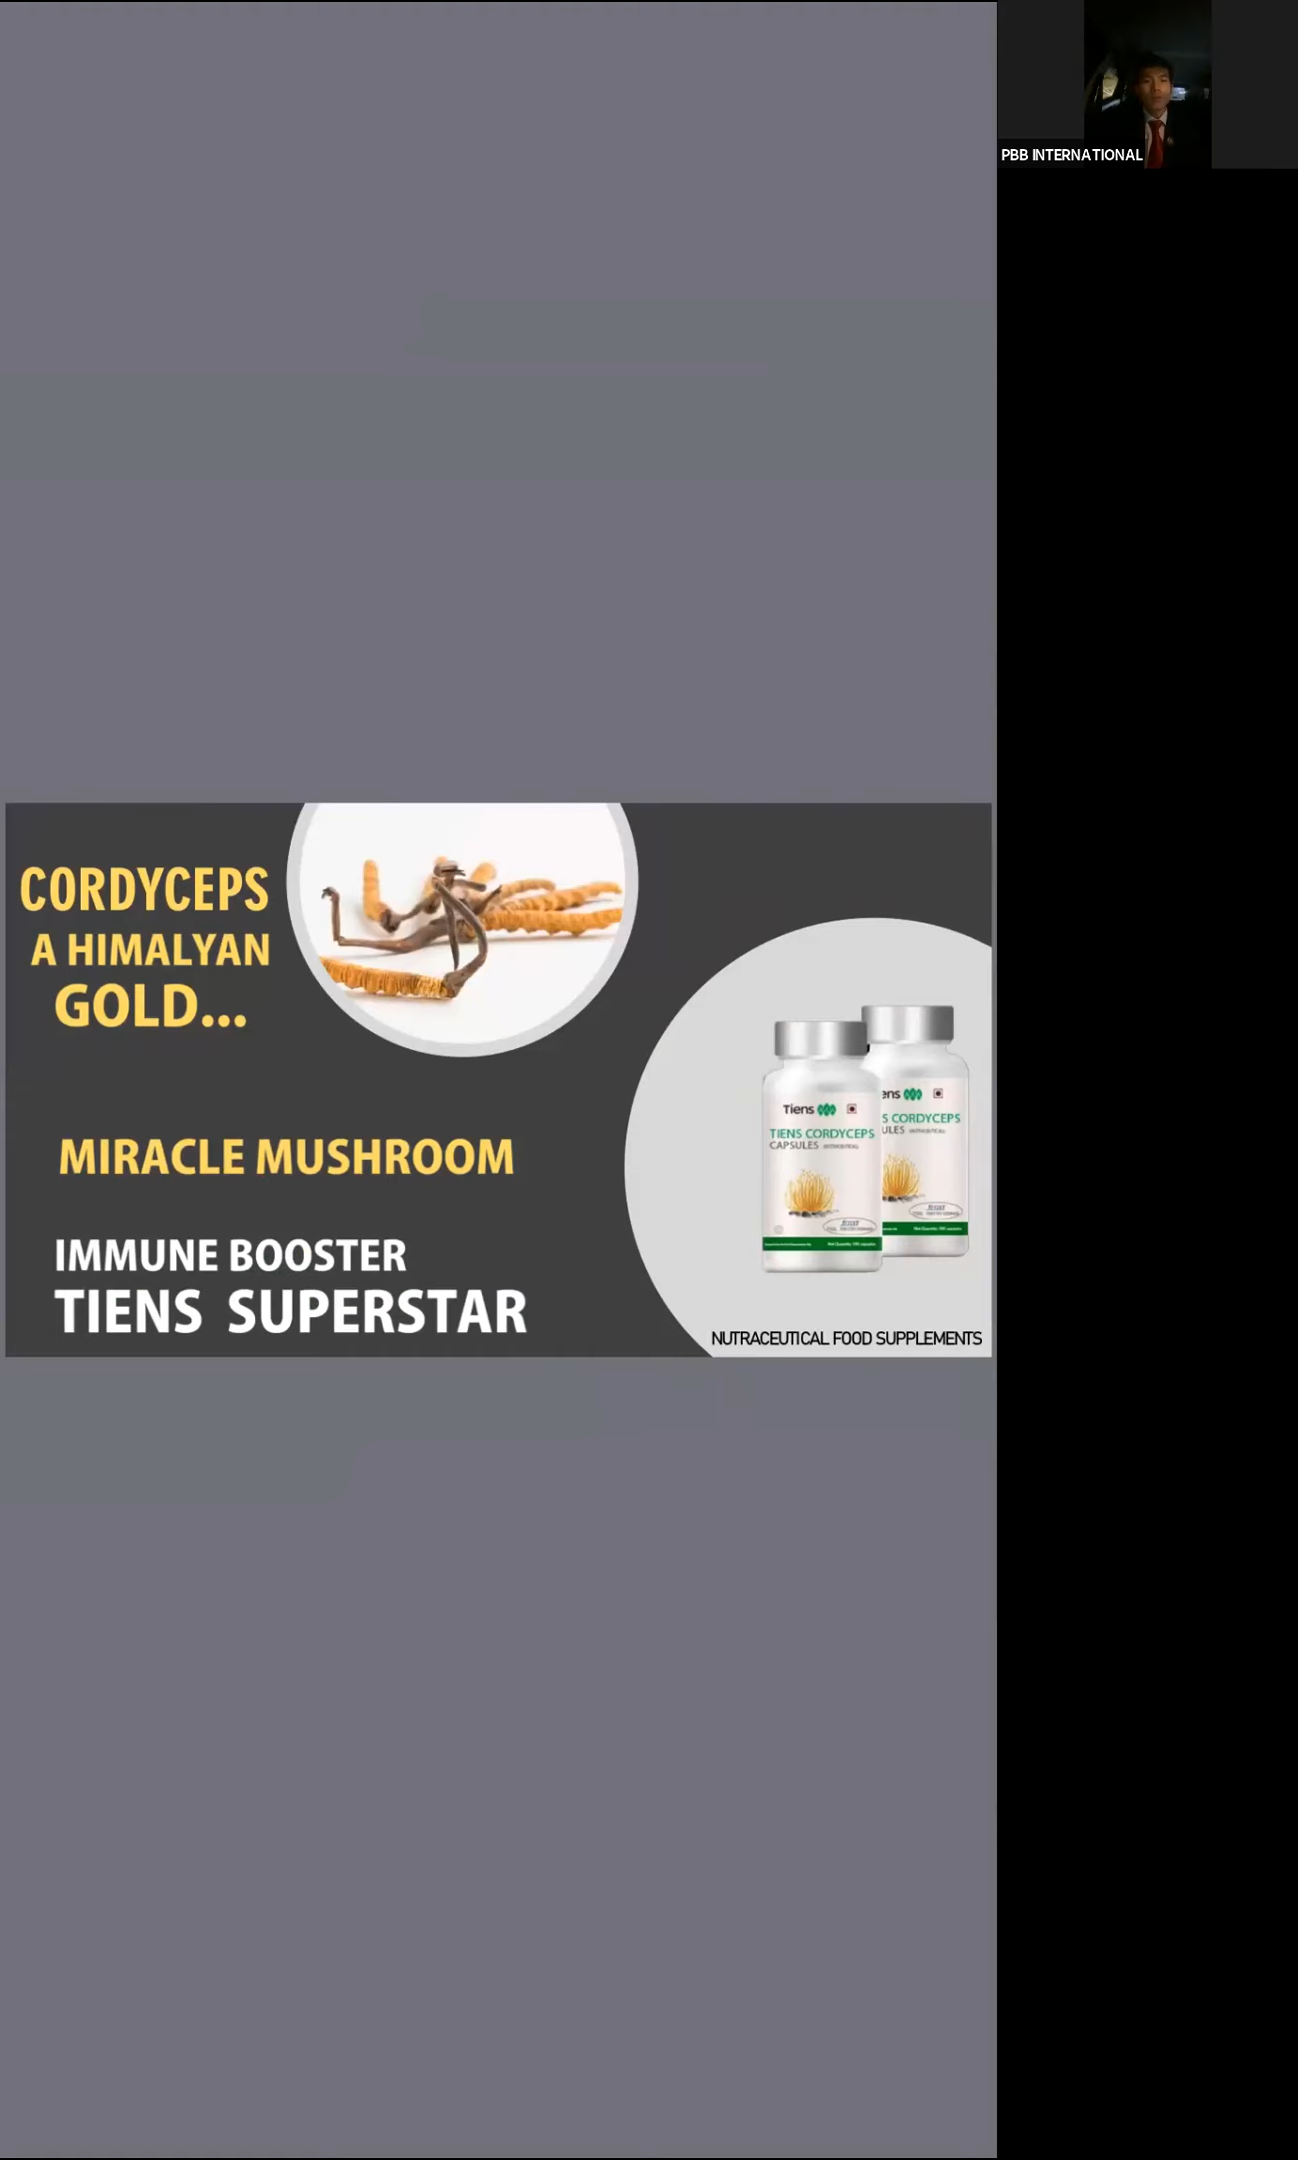 PBB INTERNATIONAL
CORDYCEPS
A HIMALYAN
GOLD...
MIRACLE MUSHROOM
IMMUNE BOOSTER
TIENS SUPERSTAR
Tiens
TIENS CORDYCEPS
CAPSULES
ens
S CORDYCEPS
ULES
NUTRACEUTICAL FOOD SUPPLEMENTS